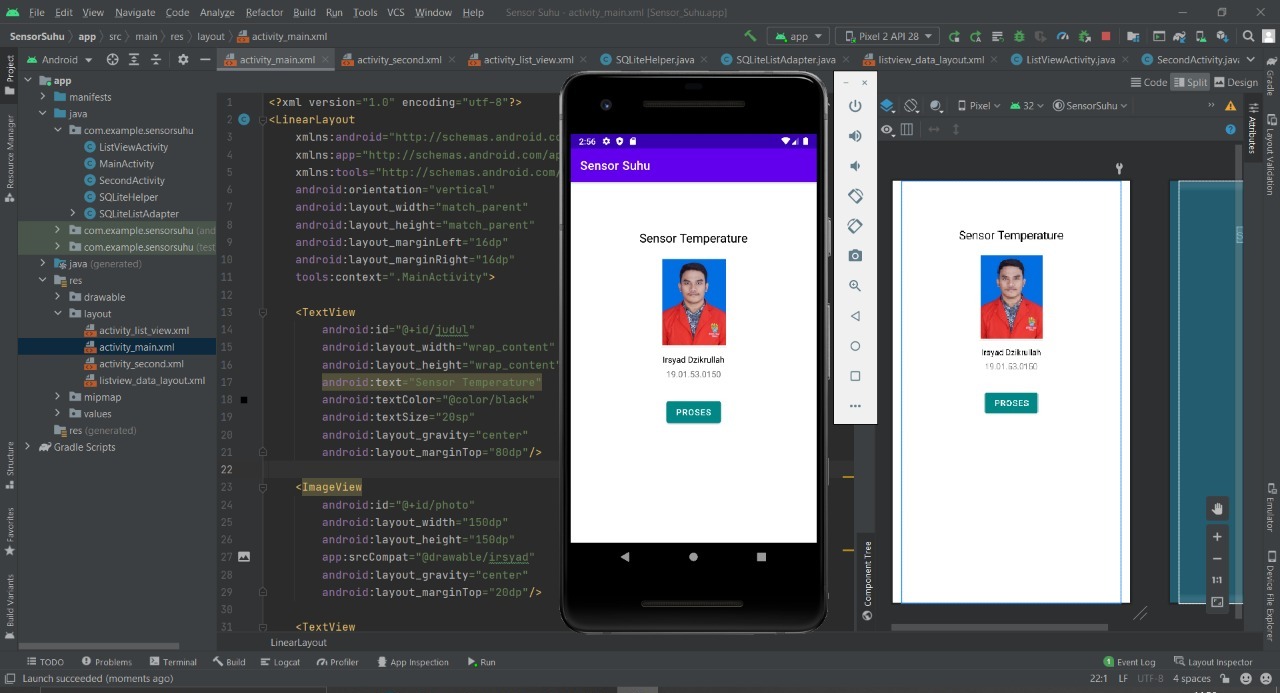 File Edit View Navigate Code Analyze Refactor Build Run Tools VCS Window Help Sensor Suhu - activity_main.xml [Sensor_Suhu.app]
SensorSuhu app src main res layout activity_main.xml app Pixel 2 API 28
Android activity_main.xml activity_second.xml activity_list_view.xml SQLiteHelper.java SQLiteListAdapter.java listview_data_layout.xml ListViewActivity.java SecondActivity.java
Code Split Design
Pixel 32 SensorSuhu
Project
Resource Manager
Structure
Favorites
Build Variants
app
manifests
java
com.example.sensorsuhu
ListViewActivity
MainActivity
SecondActivity
SQLiteHelper
SQLiteListAdapter
com.example.sensorsuhu (and
com.example.sensorsuhu (test
java (generated)
res
drawable
layout
activity_list_view.xml
activity_main.xml
activity_second.xml
listview_data_layout.xml
mipmap
values
res (generated)
Gradle Scripts
1 <?xml version="1.0" encoding="utf-8"?>
2 <LinearLayout
3 xmlns:android="http://schemas.android.co
4 xmlns:app="http://schemas.android.com/ap
5 xmlns:tools="http://schemas.android.com/
6 android:orientation="vertical"
7 android:layout_width="match_parent"
8 android:layout_height="match_parent"
9 android:layout_marginLeft="16dp"
10 android:layout_marginRight="16dp"
11 tools:context=".MainActivity">
12
13 <TextView
14 android:id="@+id/judul"
15 android:layout_width="wrap_content"
16 android:layout_height="wrap_content"
17 android:text="Sensor Temperature"
18 android:textColor="@color/black"
19 android:textSize="20sp"
20 android:layout_gravity="center"
21 android:layout_marginTop="80dp"/>
22
23 <ImageView
24 android:id="@+id/photo"
25 android:layout_width="150dp"
26 android:layout_height="150dp"
27 app:srcCompat="@drawable/irsyad"
28 android:layout_gravity="center"
29 android:layout_marginTop="20dp"/>
30
31 <TextView
LinearLayout
2:56
Sensor Suhu
Sensor Temperature
Irsyad Dzikrullah
19.01.53.0150
PROSES
Sensor Temperature
Irsyad Dzikrullah
19.01.53.0150
PROSES
1:1
Component Tree
Gradle
Attributes
Layout Validation
Emulator
Device File Explorer
TODO Problems Terminal Build Logcat Profiler App Inspection Run Event Log Layout Inspector
Launch succeeded (moments ago) 22:1 LF UTF-8 4 spaces